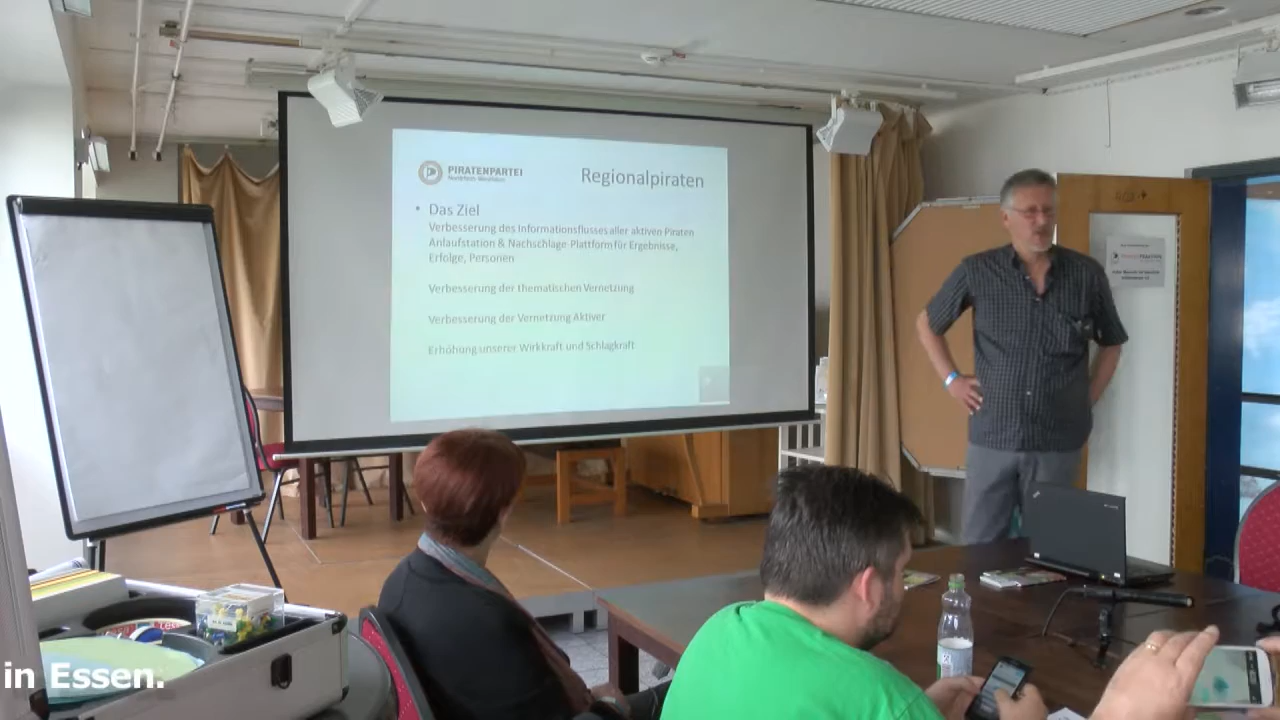 PIRATENPARTEI
Nordrhein-Westfalen
Regionalpiraten
• Das Ziel
Verbesserung des Informationsflusses aller aktiven Piraten
Anlaufstation & Nachschlage-Plattform für Ergebnisse,
Erfolge, Personen
Verbesserung der thematischen Vernetzung
Verbesserung der Vernetzung Aktiver
Erhöhung unserer Wirkkraft und Schlagkraft
in Essen.